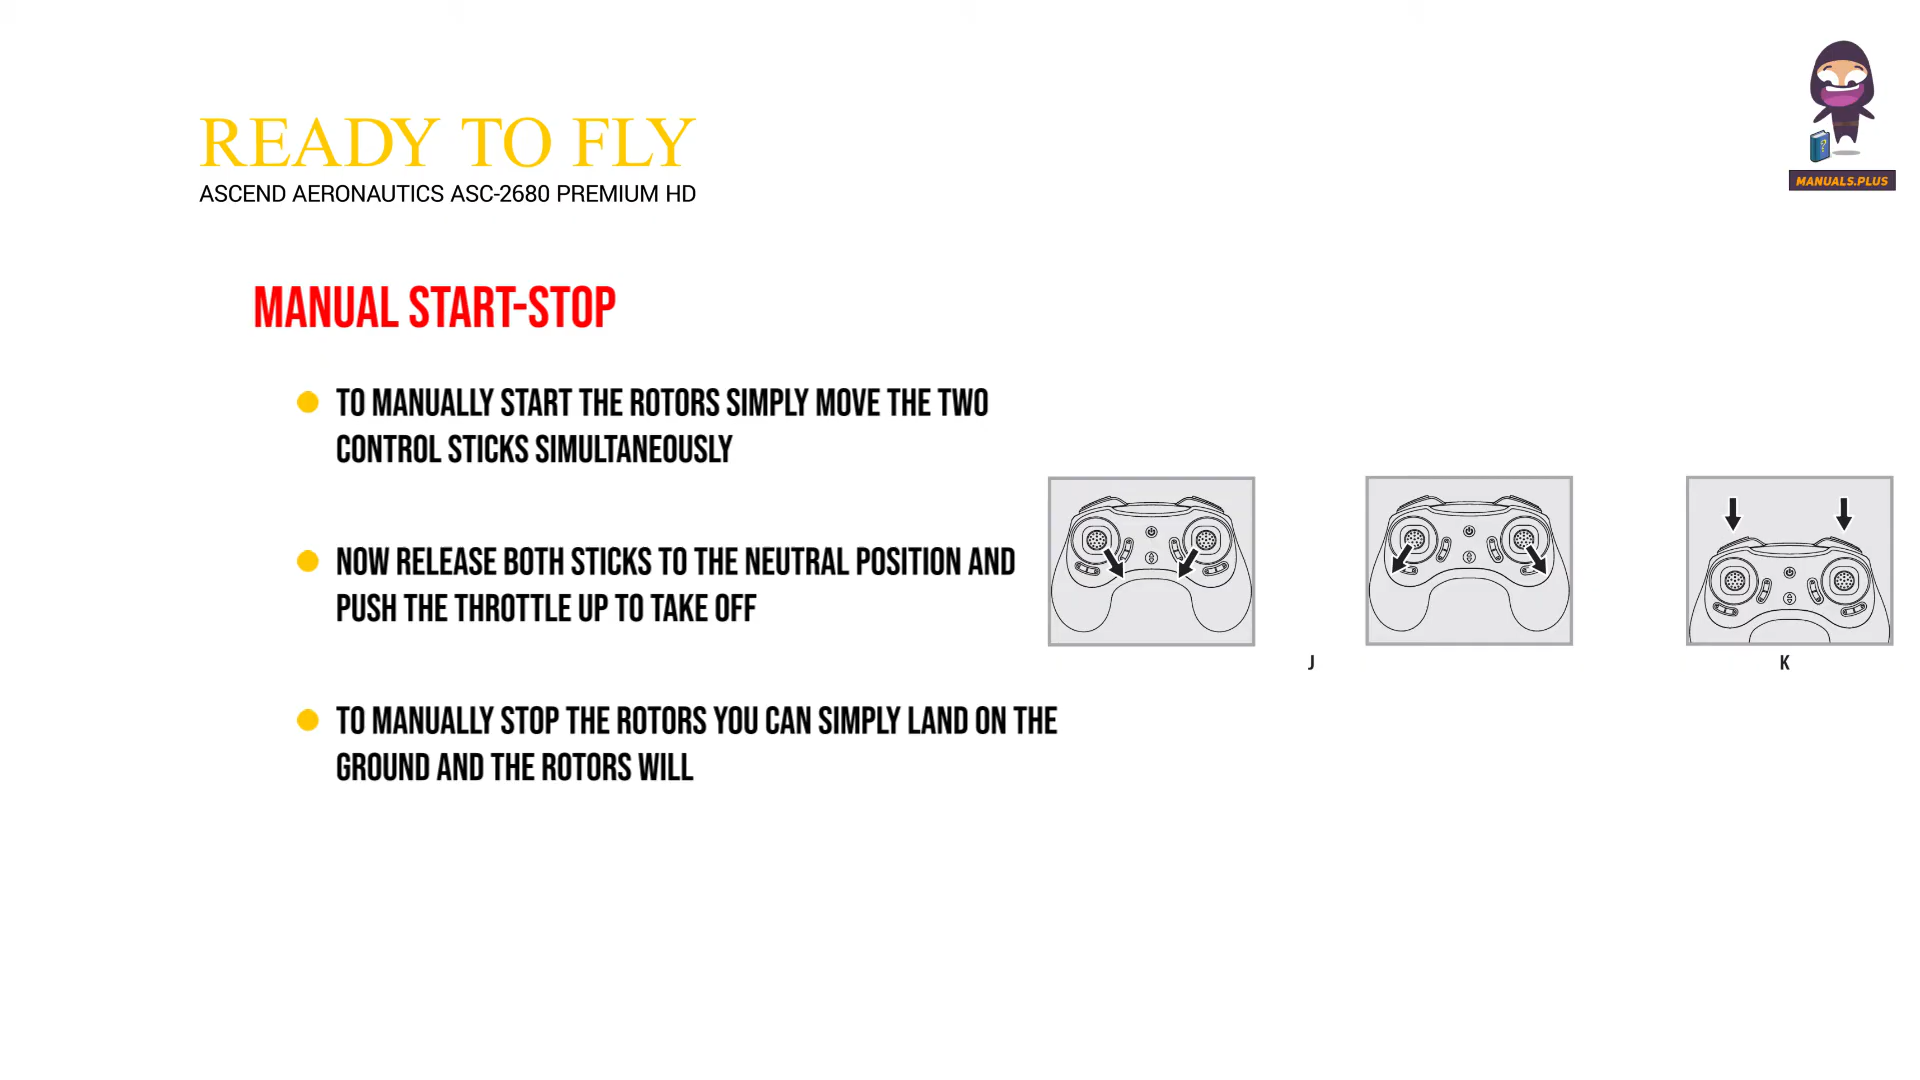 READY TO FLY
ASCEND AERONAUTICS ASC-2680 PREMIUM HD
MANUALS.PLUS
MANUAL START-STOP
TO MANUALLY START THE ROTORS SIMPLY MOVE THE TWO
CONTROL STICKS SIMULTANEOUSLY
NOW RELEASE BOTH STICKS TO THE NEUTRAL POSITION AND
PUSH THE THROTTLE UP TO TAKE OFF
TO MANUALLY STOP THE ROTORS YOU CAN SIMPLY LAND ON THE
GROUND AND THE ROTORS WILL
J
K